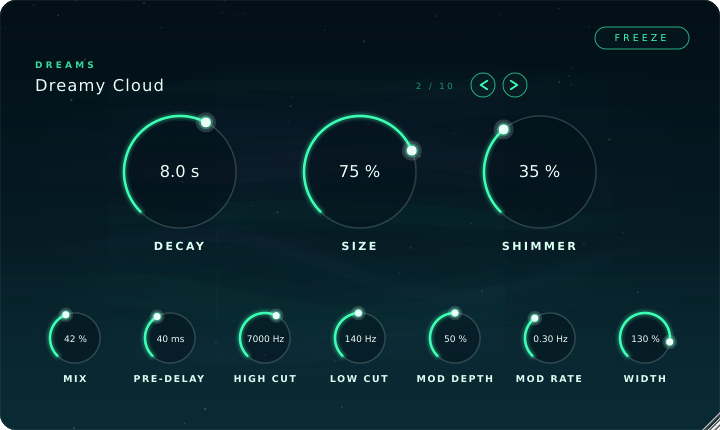 FREEZE
DREAMS
Dreamy Cloud
2 / 10
8.0 s
75 %
35 %
DECAY
SIZE
SHIMMER
42 %
40 ms
7000 Hz
140 Hz
50 %
0.30 Hz
130 %
MIX
PRE-DELAY
HIGH CUT
LOW CUT
MOD DEPTH
MOD RATE
WIDTH